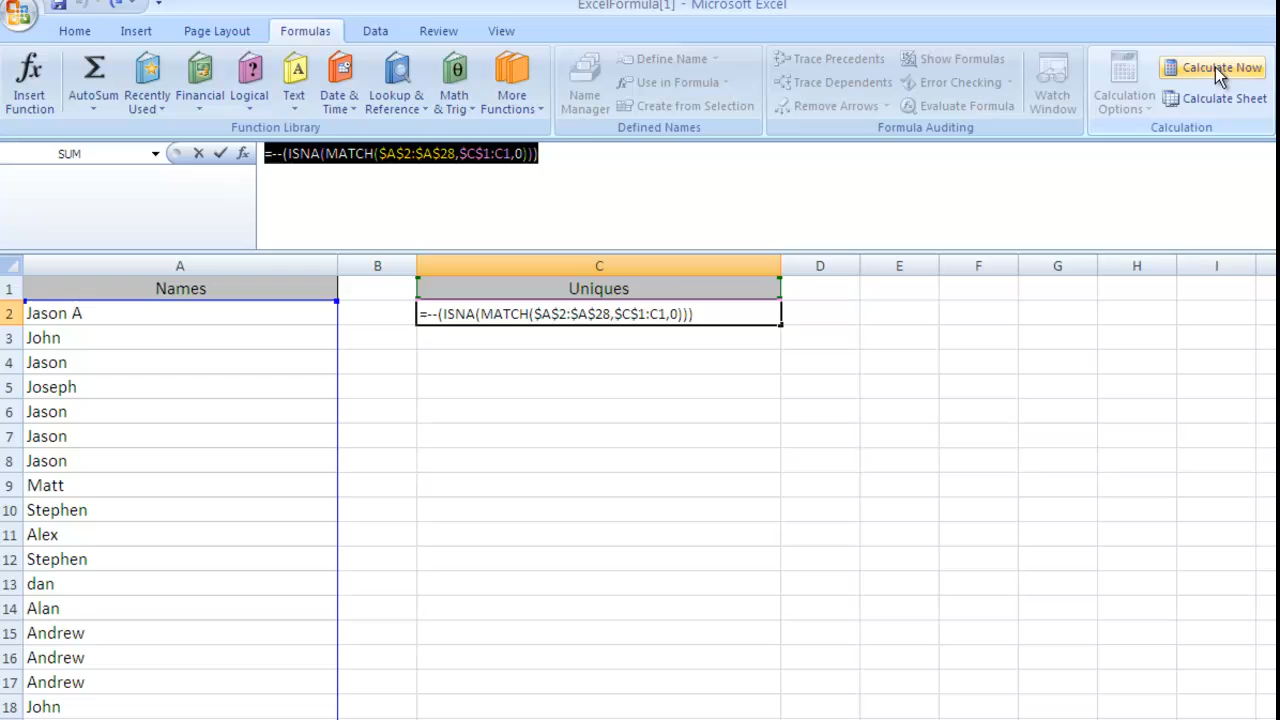 ExcelFormula[1] - Microsoft Excel
Home Insert Page Layout Formulas Data Review View
fx Insert Function
Σ AutoSum
Recently Used
Financial
Logical
Text
Date & Time
Lookup & Reference
Math & Trig
More Functions
Function Library
Name Manager
Define Name
Use in Formula
Create from Selection
Defined Names
Trace Precedents
Trace Dependents
Remove Arrows
Show Formulas
Error Checking
Evaluate Formula
Watch Window
Formula Auditing
Calculation Options
Calculate Now
Calculate Sheet
Calculation
SUM fx =--(ISNA(MATCH($A$2:$A$28,$C$1:C1,0)))
A B C D E F G H I
1 Names Uniques
2 Jason A =--(ISNA(MATCH($A$2:$A$28,$C$1:C1,0)))
3 John
4 Jason
5 Joseph
6 Jason
7 Jason
8 Jason
9 Matt
10 Stephen
11 Alex
12 Stephen
13 dan
14 Alan
15 Andrew
16 Andrew
17 Andrew
18 John